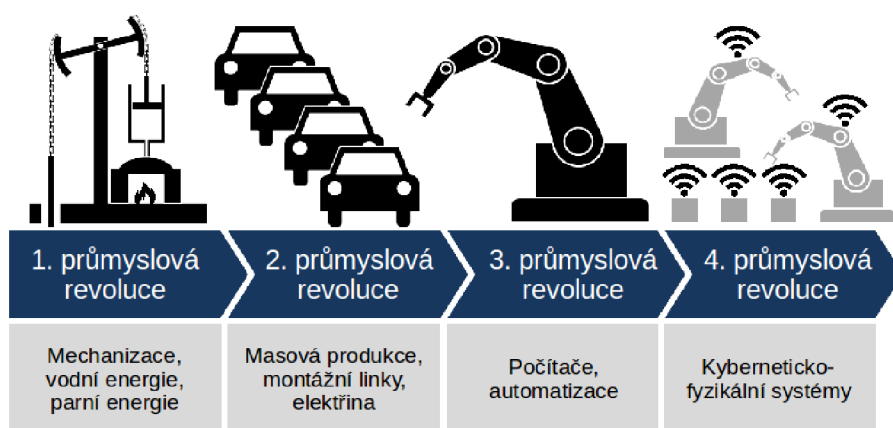 1. průmyslová
revoluce
2. průmyslová
revoluce
3. průmyslová
revoluce
4. průmyslová
revoluce
Mechanizace,
vodní energie,
parní energie
Masová produkce,
montážní linky,
elektřina
Počítače,
automatizace
Kyberneticko-
fyzikální systémy